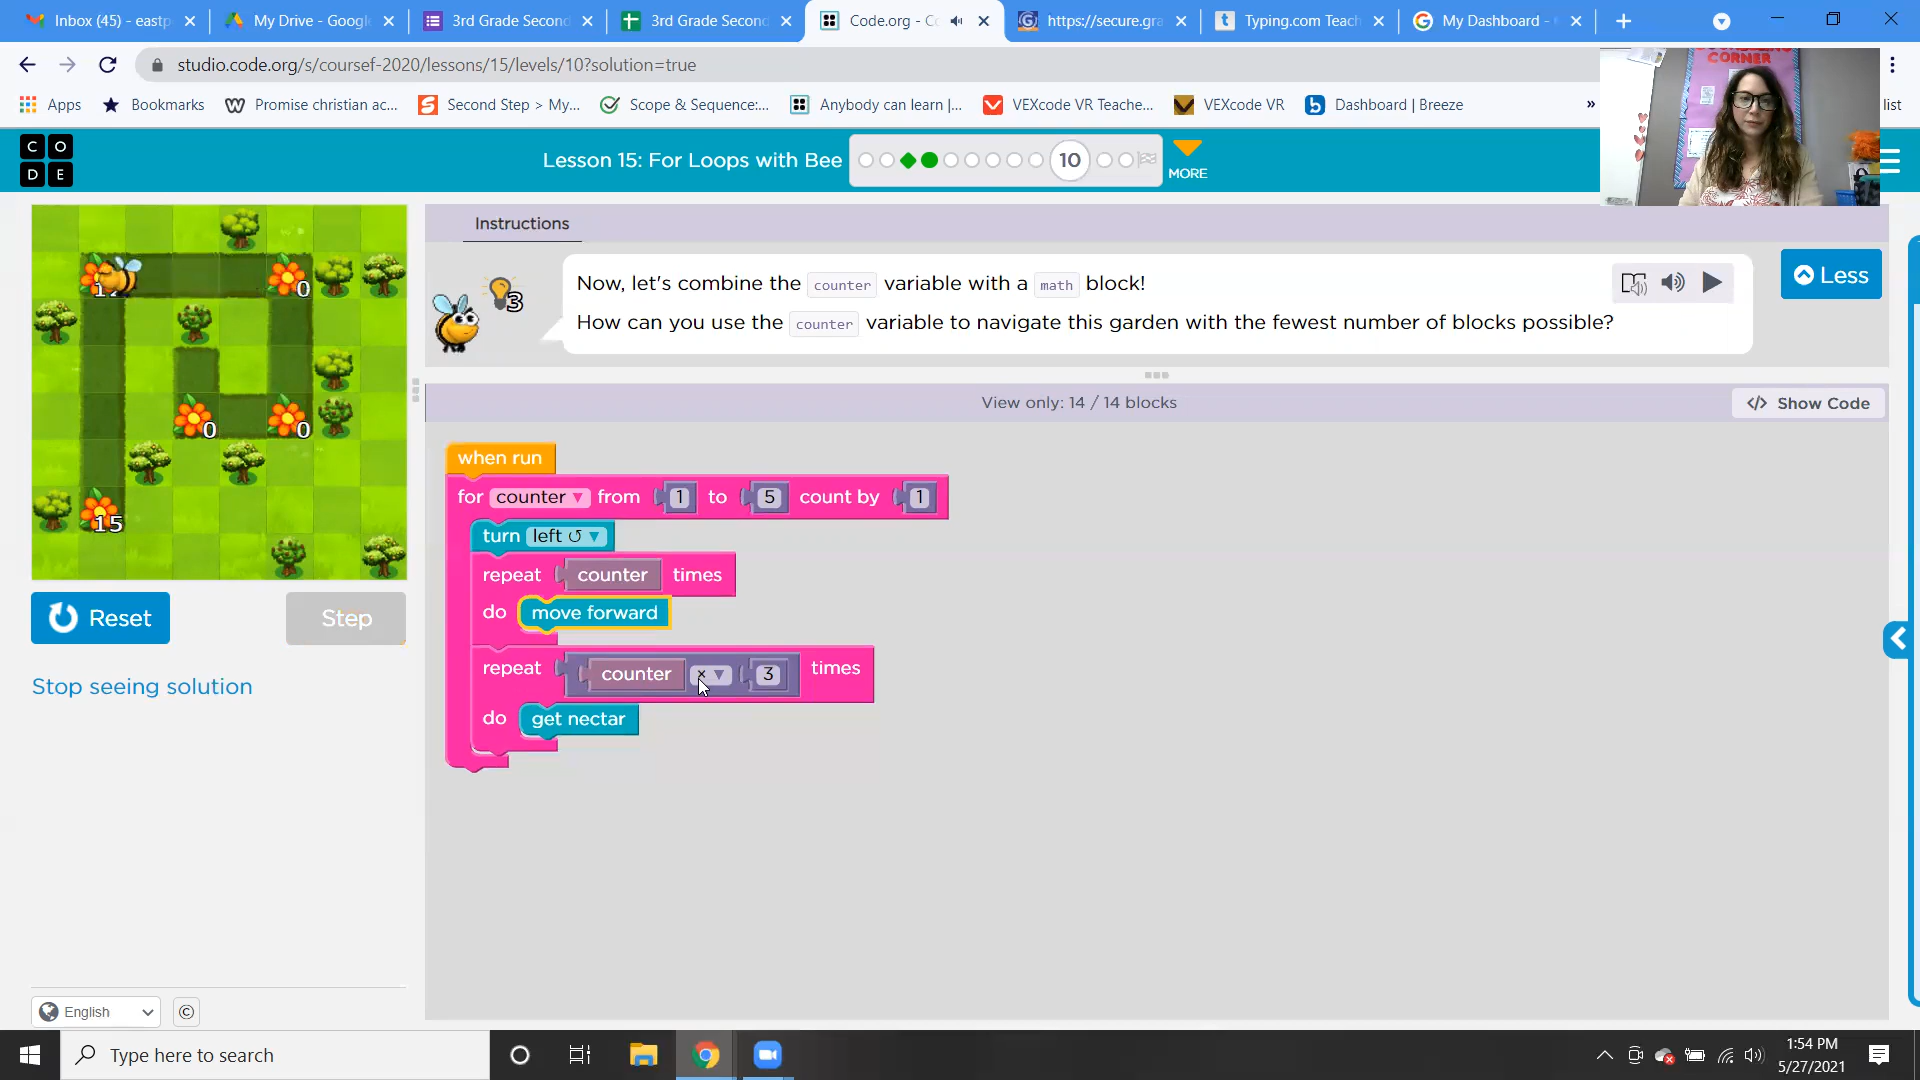 Inbox (45) - eastp
My Drive - Google
3rd Grade Second
3rd Grade Second
Code.org - C
https://secure.gra
Typing.com Teach
My Dashboard -
studio.code.org/s/coursef-2020/lessons/15/levels/10?solution=true
Apps
Bookmarks
Promise christian ac...
Second Step > My...
Scope & Sequence:...
Anybody can learn |...
VEXcode VR Teache...
VEXcode VR
Dashboard | Breeze
»
list
CORNER
C O
D E
Lesson 15: For Loops with Bee
10
MORE
Instructions
3
Now, let's combine the counter variable with a math block!
How can you use the counter variable to navigate this garden with the fewest number of blocks possible?
Less
0
0
0
15
View only: 14 / 14 blocks
</> Show Code
when run
for counter from 1 to 5 count by 1
turn left ↺
repeat counter times
do move forward
repeat counter × 3 times
do get nectar
Reset
Step
Stop seeing solution
English
©
Type here to search
1:54 PM
5/27/2021